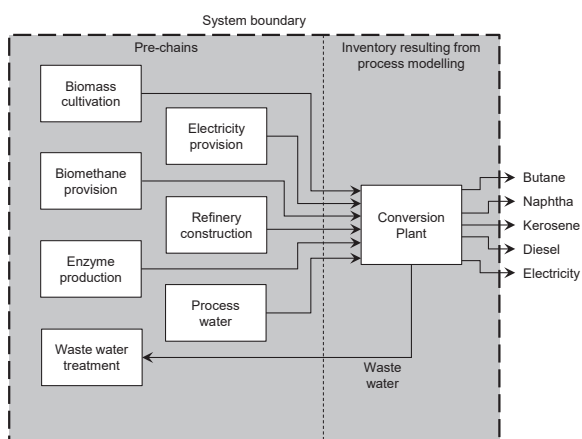 System boundary
Pre-chains
Inventory resulting from
process modelling
Biomass
cultivation
Electricity
provision
Biomethane
provision
Refinery
construction
Enzyme
production
Process
water
Waste water
treatment
Conversion
Plant
Waste
water
Butane
Naphtha
Kerosene
Diesel
Electricity